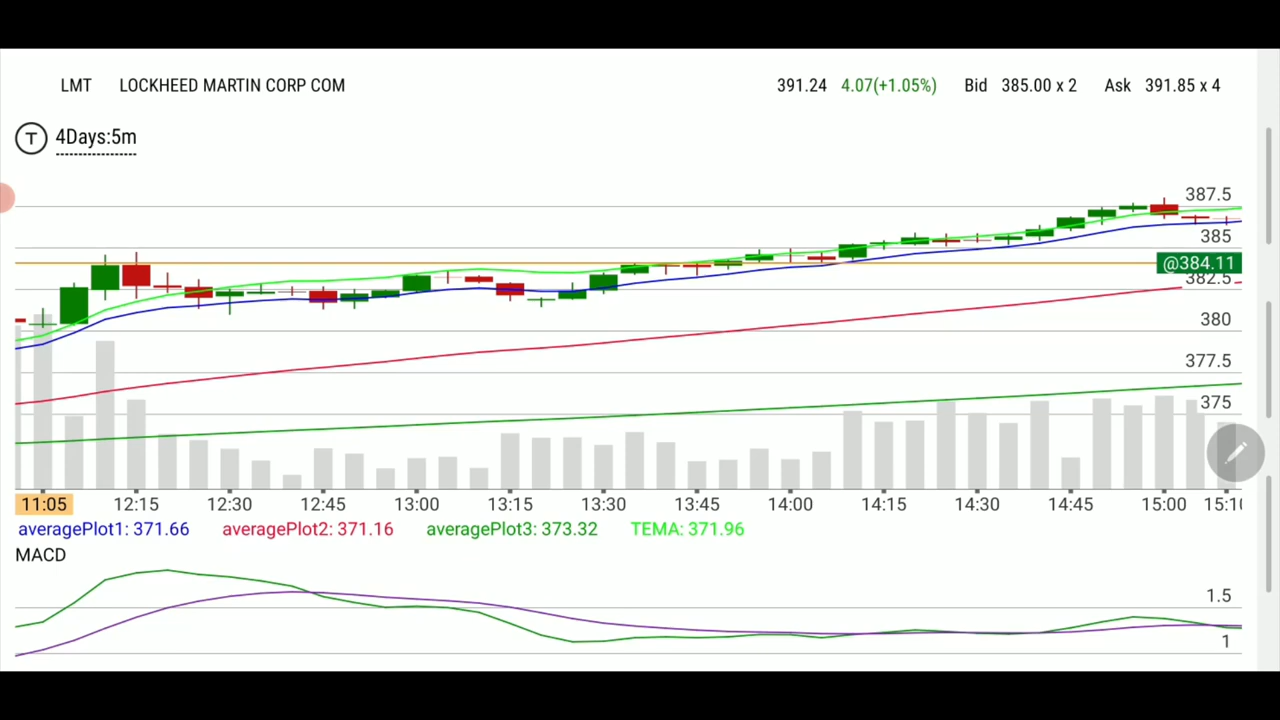 LMT LOCKHEED MARTIN CORP COM 391.24 4.07(+1.05%) Bid 385.00 x 2 Ask 391.85 x 4
T 4Days:5m
387.5
385
@384.11
382.5
380
377.5
375
11:05 12:15 12:30 12:45 13:00 13:15 13:30 13:45 14:00 14:15 14:30 14:45 15:00 15:10
averagePlot1: 371.66 averagePlot2: 371.16 averagePlot3: 373.32 TEMA: 371.96
MACD
1.5
1